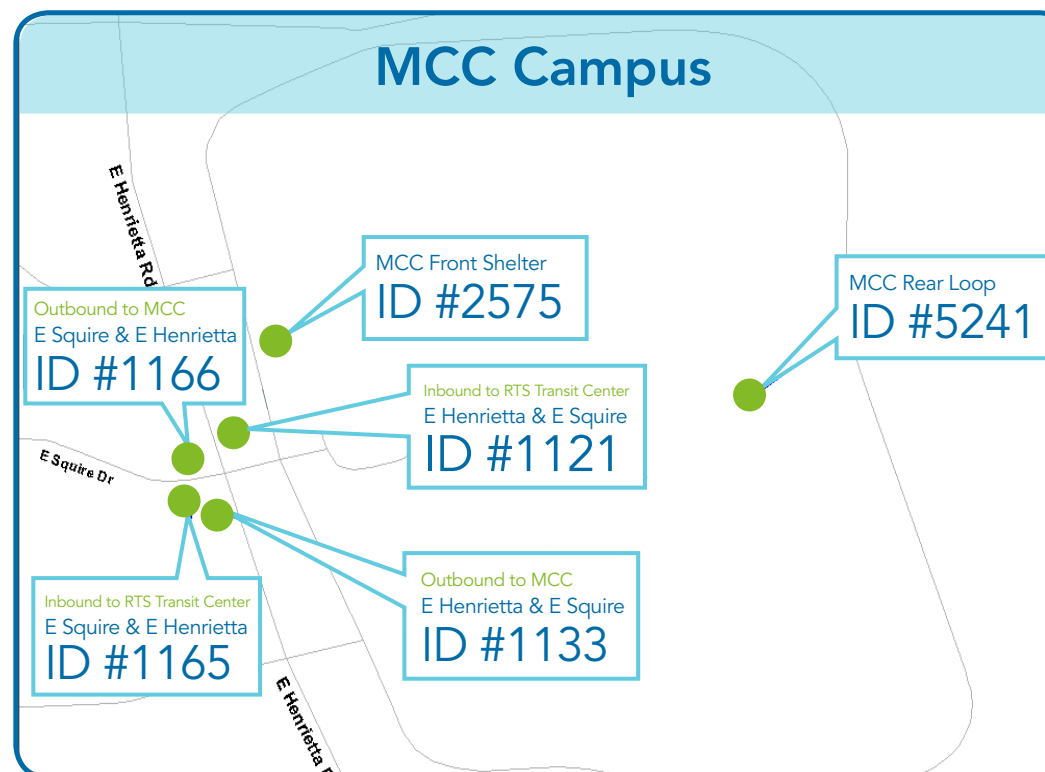 MCC Campus
E Henrietta Rd
MCC Front Shelter
ID #2575
MCC Rear Loop
ID #5241
Outbound to MCC
E Squire & E Henrietta
ID #1166
Inbound to RTS Transit Center
E Henrietta & E Squire
ID #1121
E Squire Dr
Inbound to RTS Transit Center
E Squire & E Henrietta
ID #1165
Outbound to MCC
E Henrietta & E Squire
ID #1133
E Henrietta